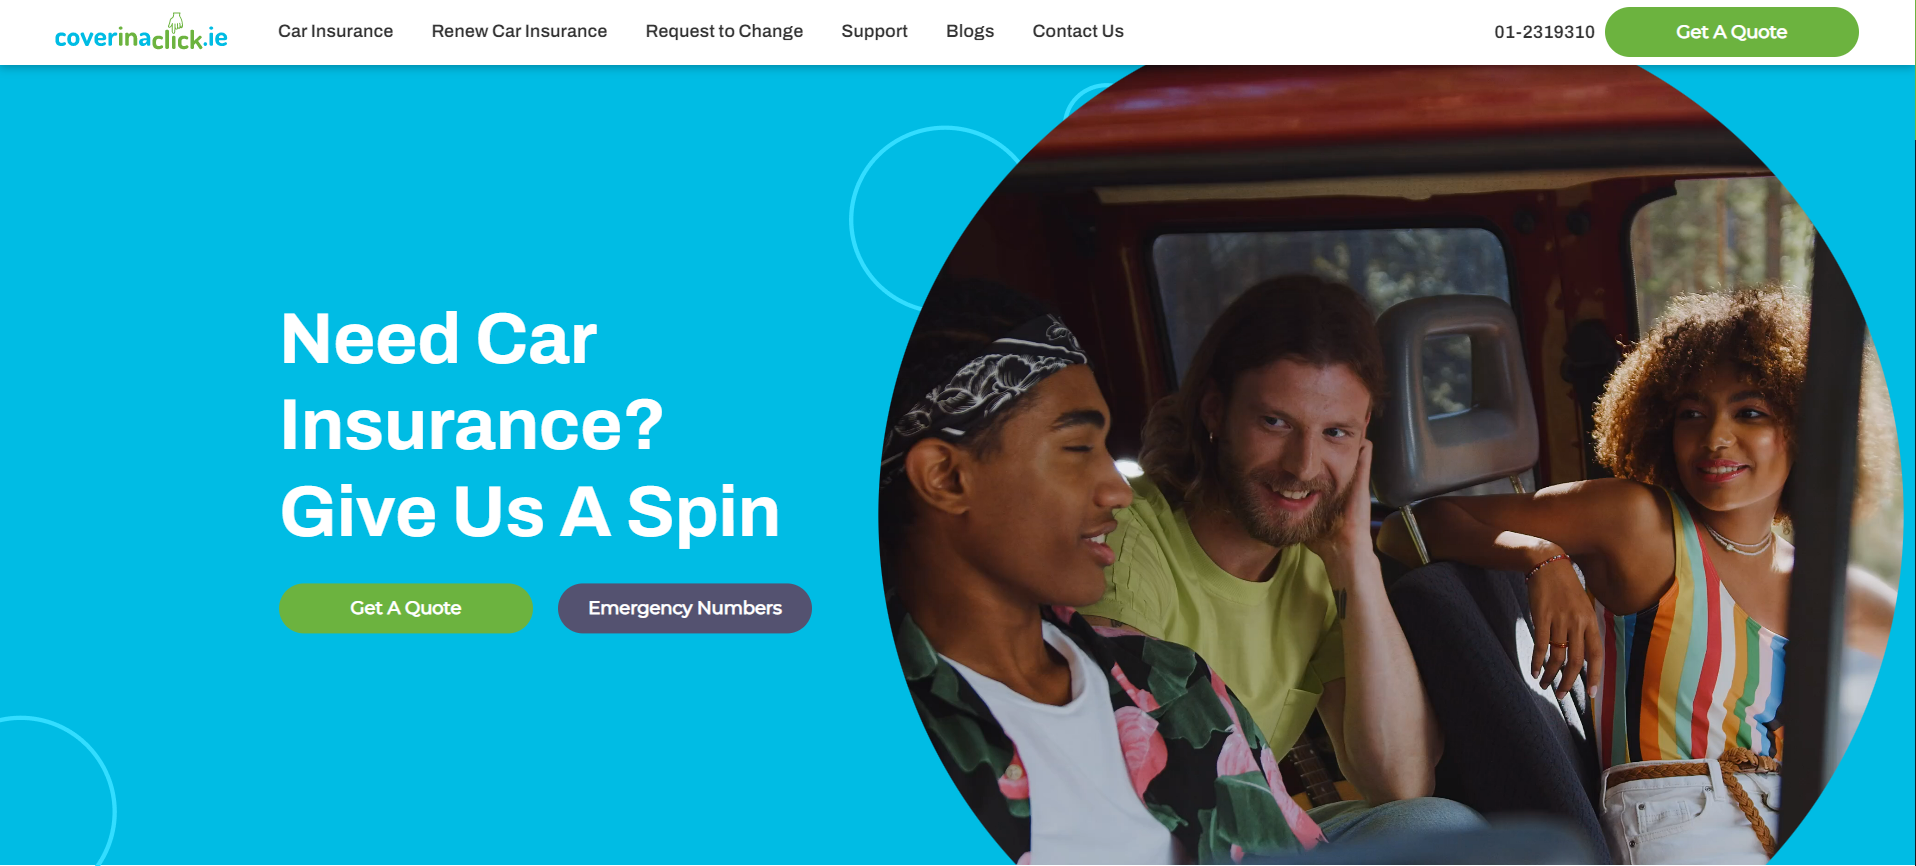 coverinaclick.ie
Car Insurance
Renew Car Insurance
Request to Change
Support
Blogs
Contact Us
01-2319310
Get A Quote
Need Car
Insurance?
Give Us A Spin
Get A Quote
Emergency Numbers